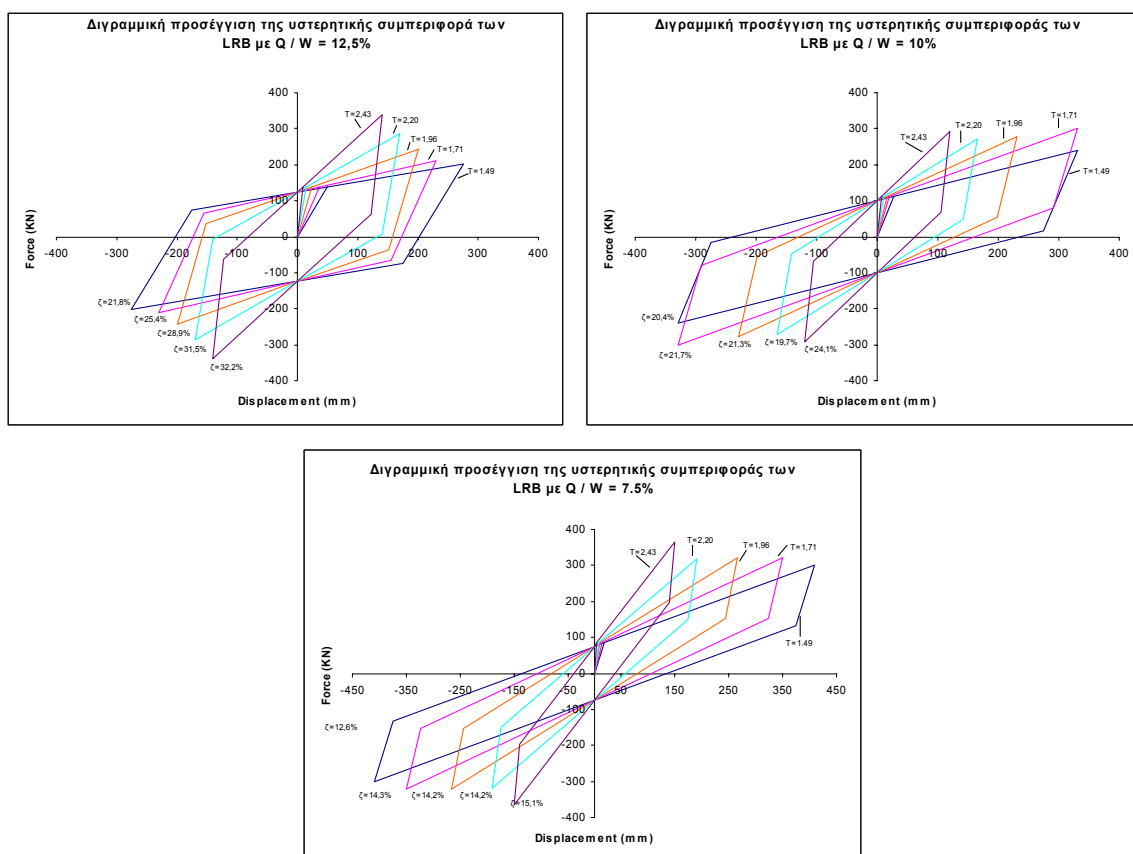 Διγραμμική προσέγγιση της υστερητικής συμπεριφορά των
LRB με Q / W = 12,5%
400
300
200
100
0
-100
-200
-300
-400
-400
-300
-200
-100
0
100
200
300
400
Force (KN)
Displacement (mm)
T=2,43
T=2,20
T=1,96
T=1,71
T=1.49
ζ=21,8%
ζ=25,4%
ζ=28,9%
ζ=31,5%
ζ=32,2%
Διγραμμική προσέγγιση της υστερητικής συμπεριφοράς των
LRB με Q / W = 10%
400
300
200
100
0
-100
-200
-300
-400
-400
-300
-200
-100
0
100
200
300
400
Force (KN)
Displacement (mm)
T=2,43
T=2,20
T=1,96
T=1,71
T=1.49
ζ=20,4%
ζ=21,7%
ζ=21,3%
ζ=19,7%
ζ=24,1%
Διγραμμική προσέγγιση της υστερητικής συμπεριφοράς των
LRB με Q / W = 7.5%
400
300
200
100
0
-100
-200
-300
-400
-450
-350
-250
-150
-50
50
150
250
350
450
Force (KN)
Displacement (mm)
T=2,43
T=2,20
T=1,96
T=1,71
T=1.49
ζ=12,6%
ζ=14,3%
ζ=14,2%
ζ=14,2%
ζ=15,1%